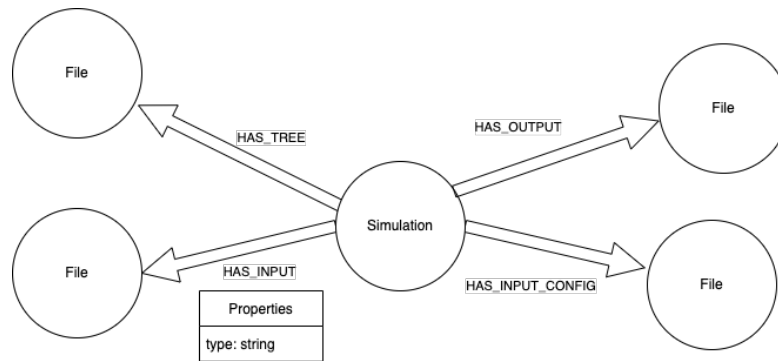 File
File
HAS_TREE
HAS_OUTPUT
Simulation
File
HAS_INPUT
HAS_INPUT_CONFIG
File
Properties
type: string